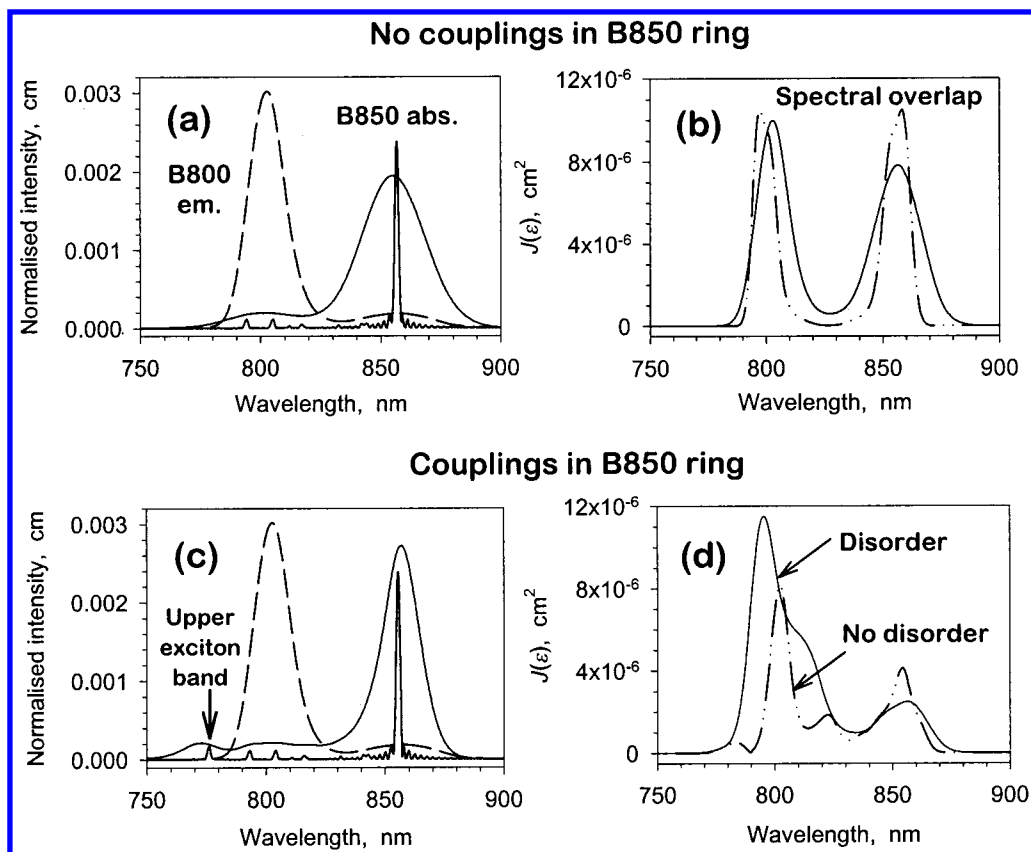 No couplings in B850 ring
(a)
B850 abs.
B800
em.
Normalised intensity, cm
0.003
0.002
0.001
0.000
750 800 850 900
Wavelength, nm
(b)
Spectral overlap
J(ε), cm²
12x10⁻⁶
8x10⁻⁶
4x10⁻⁶
0
750 800 850 900
Wavelength, nm
Couplings in B850 ring
(c)
Upper
exciton
band
Normalised intensity, cm
0.003
0.002
0.001
0.000
750 800 850 900
Wavelength, nm
(d)
Disorder
No disorder
J(ε), cm²
12x10⁻⁶
8x10⁻⁶
4x10⁻⁶
0
750 800 850 900
Wavelength, nm